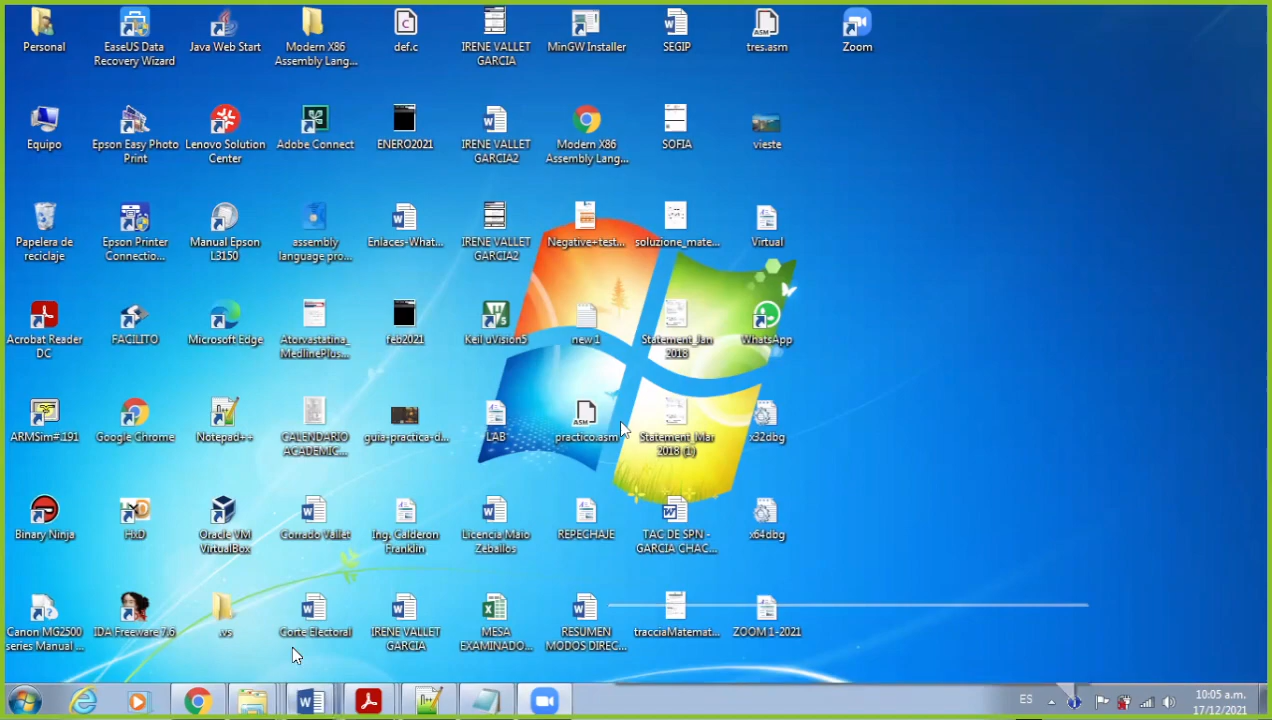 Personal
EaseUS Data
Recovery Wizard
Java Web Start
Modern X86
Assembly Lang...
def.c
IRENE VALLET
GARCIA
MinGW Installer
SEGIP
tres.asm
Zoom
Equipo
Epson Easy Photo
Print
Lenovo Solution
Center
Adobe Connect
ENERO2021
IRENE VALLET
GARCIA2
Modern X86
Assembly Lang...
SOFIA
vieste
Papelera de
reciclaje
Epson Printer
Connectio...
Manual Epson
L3150
assembly
language pro...
Enlaces-What...
IRENE VALLET
GARCIA2
Negative+test...
soluzione_mate...
Virtual
Acrobat Reader
DC
FACILITO
Microsoft Edge
Atorvastatina_
MedlinePlus...
feb2021
Keil uVision5
new 1
Statement_Jan
2018
WhatsApp
ARMSim#.191
Google Chrome
Notepad++
CALENDARIO
ACADEMIC...
guia-practica-d...
LAB
practico.asm
Statement_Mar
2018 (1)
x32dbg
Binary Ninja
HxD
Oracle VM
VirtualBox
Corrado Vallet
Ing. Calderon
Franklin
Licencia Maio
Zeballos
REPECHAJE
TAC DE SPN -
GARCIA CHAC...
x64dbg
Canon MG2500
series Manual ...
IDA Freeware 7.6
.vs
Corte Electoral
IRENE VALLET
GARCIA
MESA
EXAMINADO...
RESUMEN
MODOS DIREC...
tracciaMatemat...
ZOOM 1-2021
ES
10:05 a.m.
17/12/2021